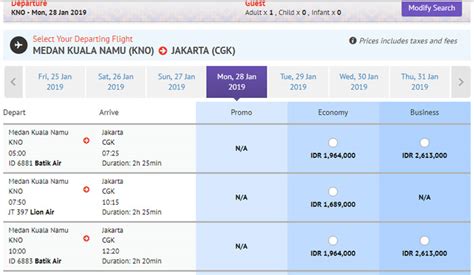 Departure
KNO - Mon, 28 Jan 2019
Guest
Adult x 1 , Child x 0 , Infant x 0
Modify Search
Select Your Departing Flight
MEDAN KUALA NAMU (KNO) JAKARTA (CGK)
Prices includes taxes and fees
Fri, 25 Jan 2019
Sat, 26 Jan 2019
Sun, 27 Jan 2019
Mon, 28 Jan 2019
Tue, 29 Jan 2019
Wed, 30 Jan 2019
Thu, 31 Jan 2019
Depart Arrive Promo Economy Business
Medan Kuala Namu Jakarta
KNO CGK N/A
05:00 07:25 IDR 1,964,000 IDR 2,613,000
ID 6881 Batik Air Duration: 2h 25min
Medan Kuala Namu Jakarta
KNO CGK N/A N/A
07:50 10:15 IDR 1,689,000
JT 397 Lion Air Duration: 2h 25min
Medan Kuala Namu Jakarta
KNO CGK N/A
10:00 12:20 IDR 1,964,000 IDR 2,613,000
ID 6883 Batik Air Duration: 2h 20min